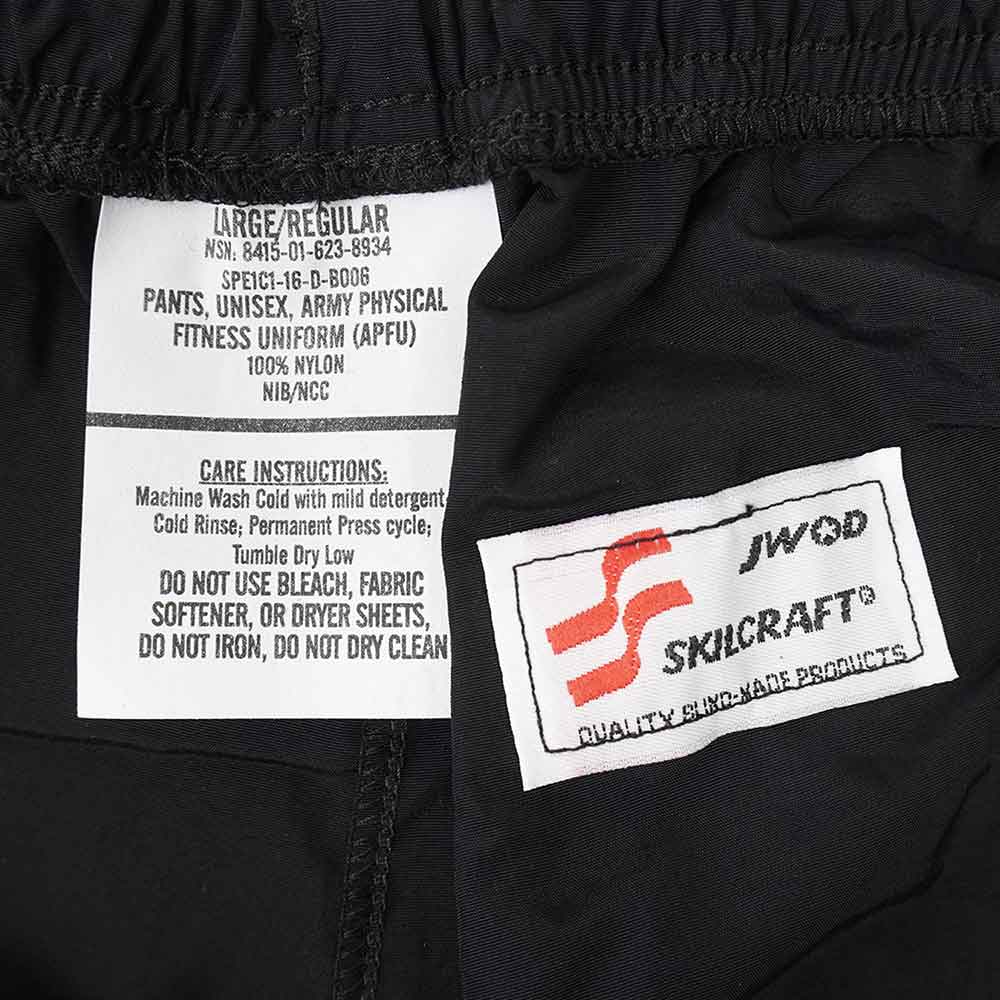 LARGE/REGULAR
NSN: 8415-01-623-8934
SPE1C1-16-D-B006
PANTS, UNISEX, ARMY PHYSICAL
FITNESS UNIFORM (APFU)
100% NYLON
NIB/NCC
CARE INSTRUCTIONS:
Machine Wash Cold with mild detergent
Cold Rinse; Permanent Press cycle;
Tumble Dry Low
DO NOT USE BLEACH, FABRIC
SOFTENER, OR DRYER SHEETS,
DO NOT IRON, DO NOT DRY CLEAN
JWOD
SKILCRAFT®
QUALITY BLIND-MADE PRODUCTS